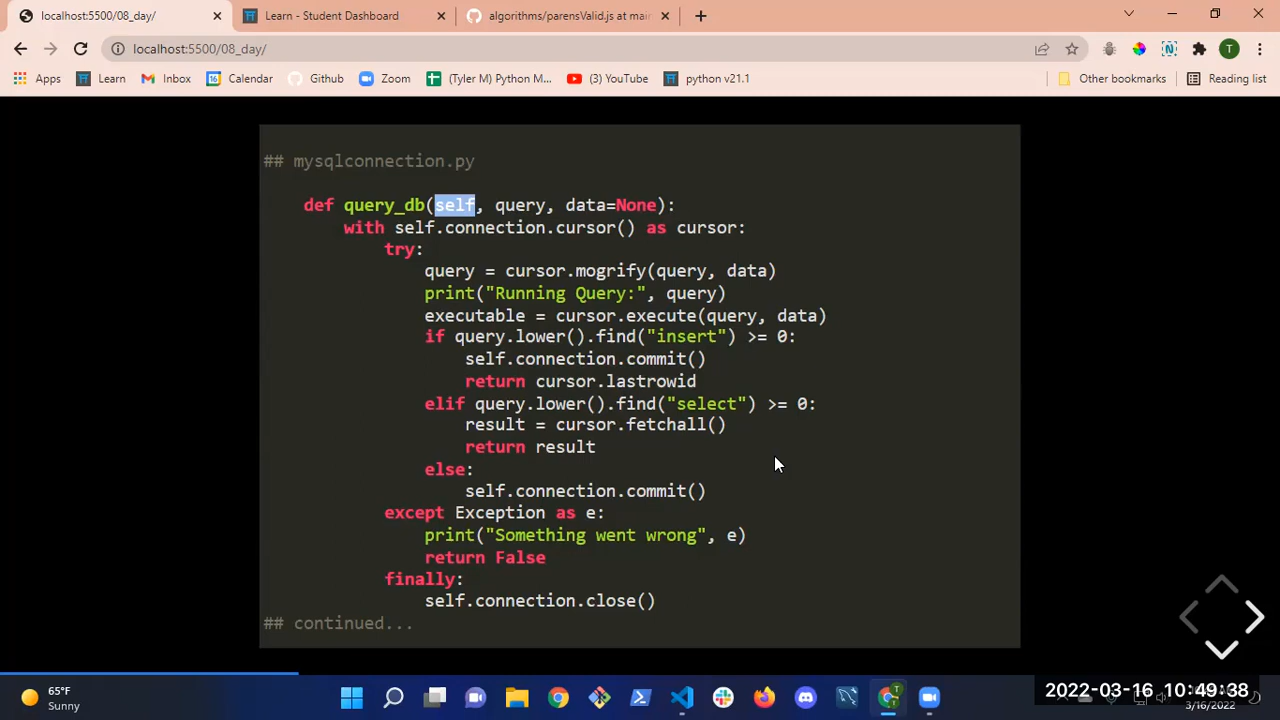 localhost:5500/08_day/
Learn - Student Dashboard
algorithms/parensValid.js at mai
localhost:5500/08_day/
Apps
Learn
Inbox
Calendar
Github
Zoom
(Tyler M) Python M...
(3) YouTube
python v21.1
Other bookmarks
Reading list
## mysqlconnection.py
def query_db(self, query, data=None):
with self.connection.cursor() as cursor:
try:
query = cursor.mogrify(query, data)
print("Running Query:", query)
executable = cursor.execute(query, data)
if query.lower().find("insert") >= 0:
self.connection.commit()
return cursor.lastrowid
elif query.lower().find("select") >= 0:
result = cursor.fetchall()
return result
else:
self.connection.commit()
except Exception as e:
print("Something went wrong", e)
return False
finally:
self.connection.close()
## continued...
65°F
Sunny
2022-03-16 10:49:38
3/16/2022